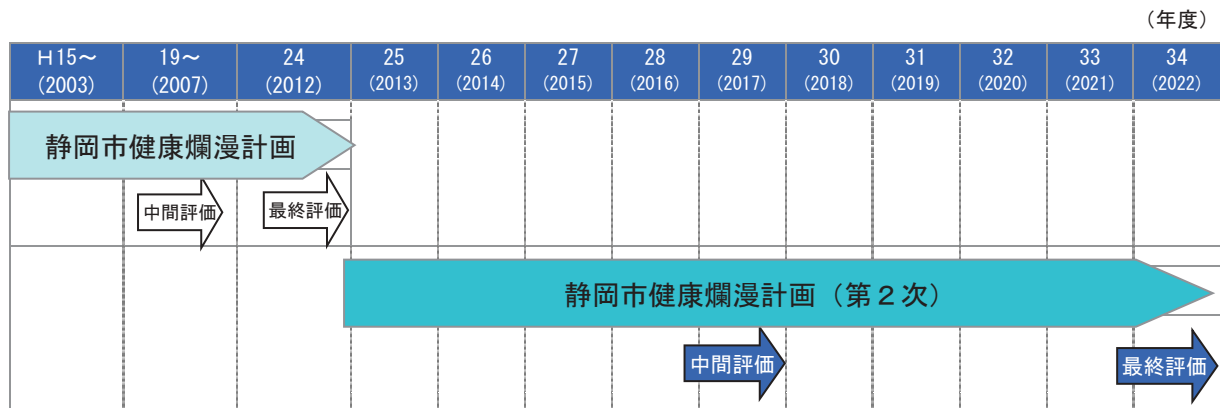 （年度）
H15～ 19～ 24 25 26 27 28 29 30 31 32 33 34
(2003) (2007) (2012) (2013) (2014) (2015) (2016) (2017) (2018) (2019) (2020) (2021) (2022)
静岡市健康爛漫計画
中間評価 最終評価
静岡市健康爛漫計画（第２次）
中間評価 最終評価